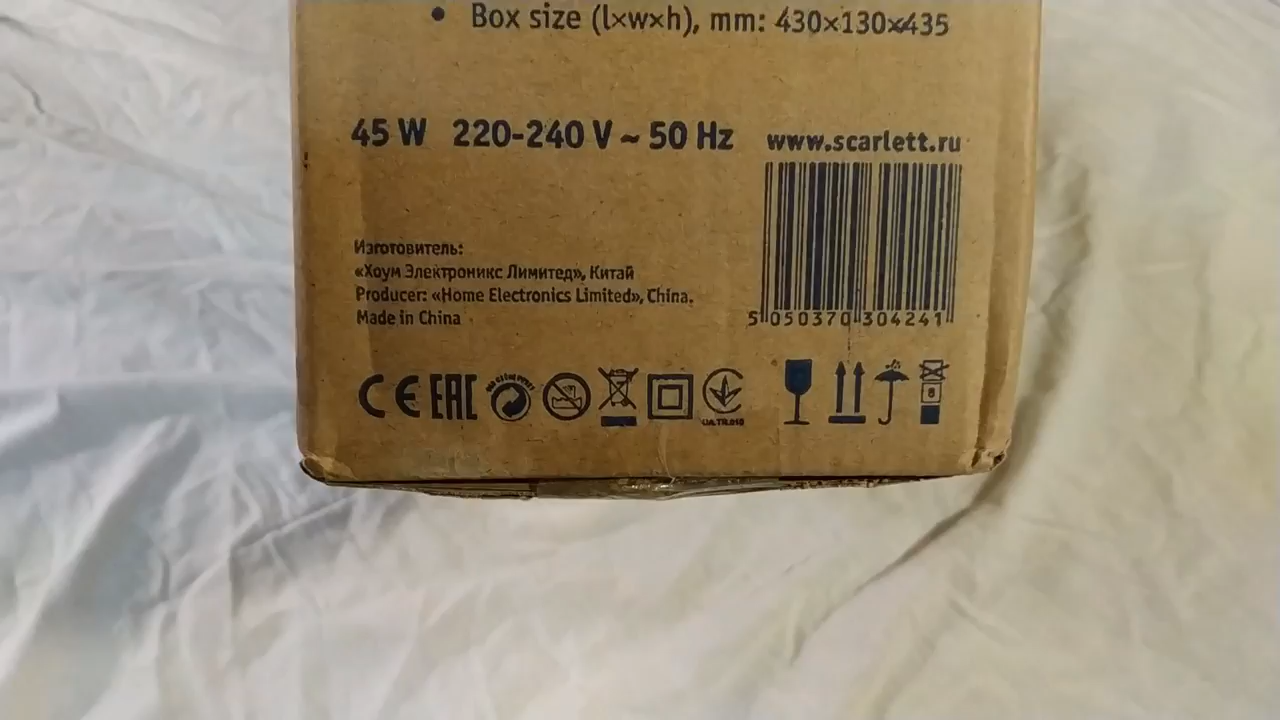 • Box size (l×w×h), mm: 430×130×435
45 W 220-240 V ~ 50 Hz
www.scarlett.ru
Изготовитель:
«Хоум Электроникс Лимитед», Китай
Producer: «Home Electronics Limited», China.
Made in China
5 050370 304241
CE EAC
UA.TR.010
8